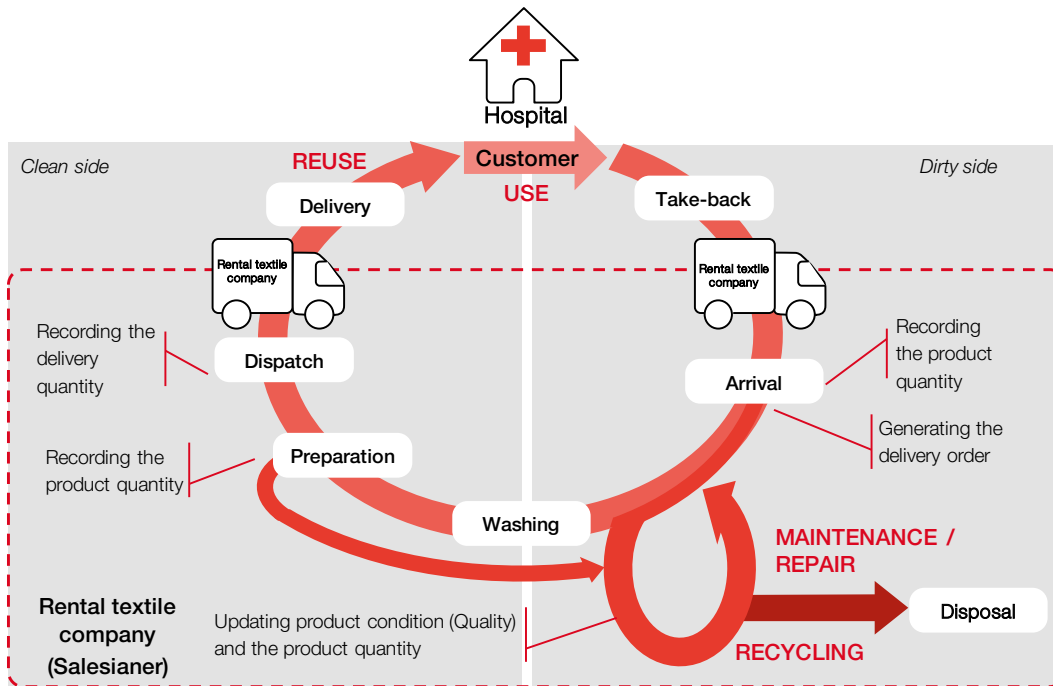 Hospital
Clean side
REUSE
Customer
Dirty side
USE
Delivery
Take-back
Rental textile
company
Rental textile
company
Recording the
delivery
quantity
Dispatch
Arrival
Recording
the product
quantity
Generating the
delivery order
Recording the
product quantity
Preparation
Washing
MAINTENANCE /
REPAIR
Rental textile
company
(Salesianer)
Updating product condition (Quality)
and the product quantity
Disposal
RECYCLING